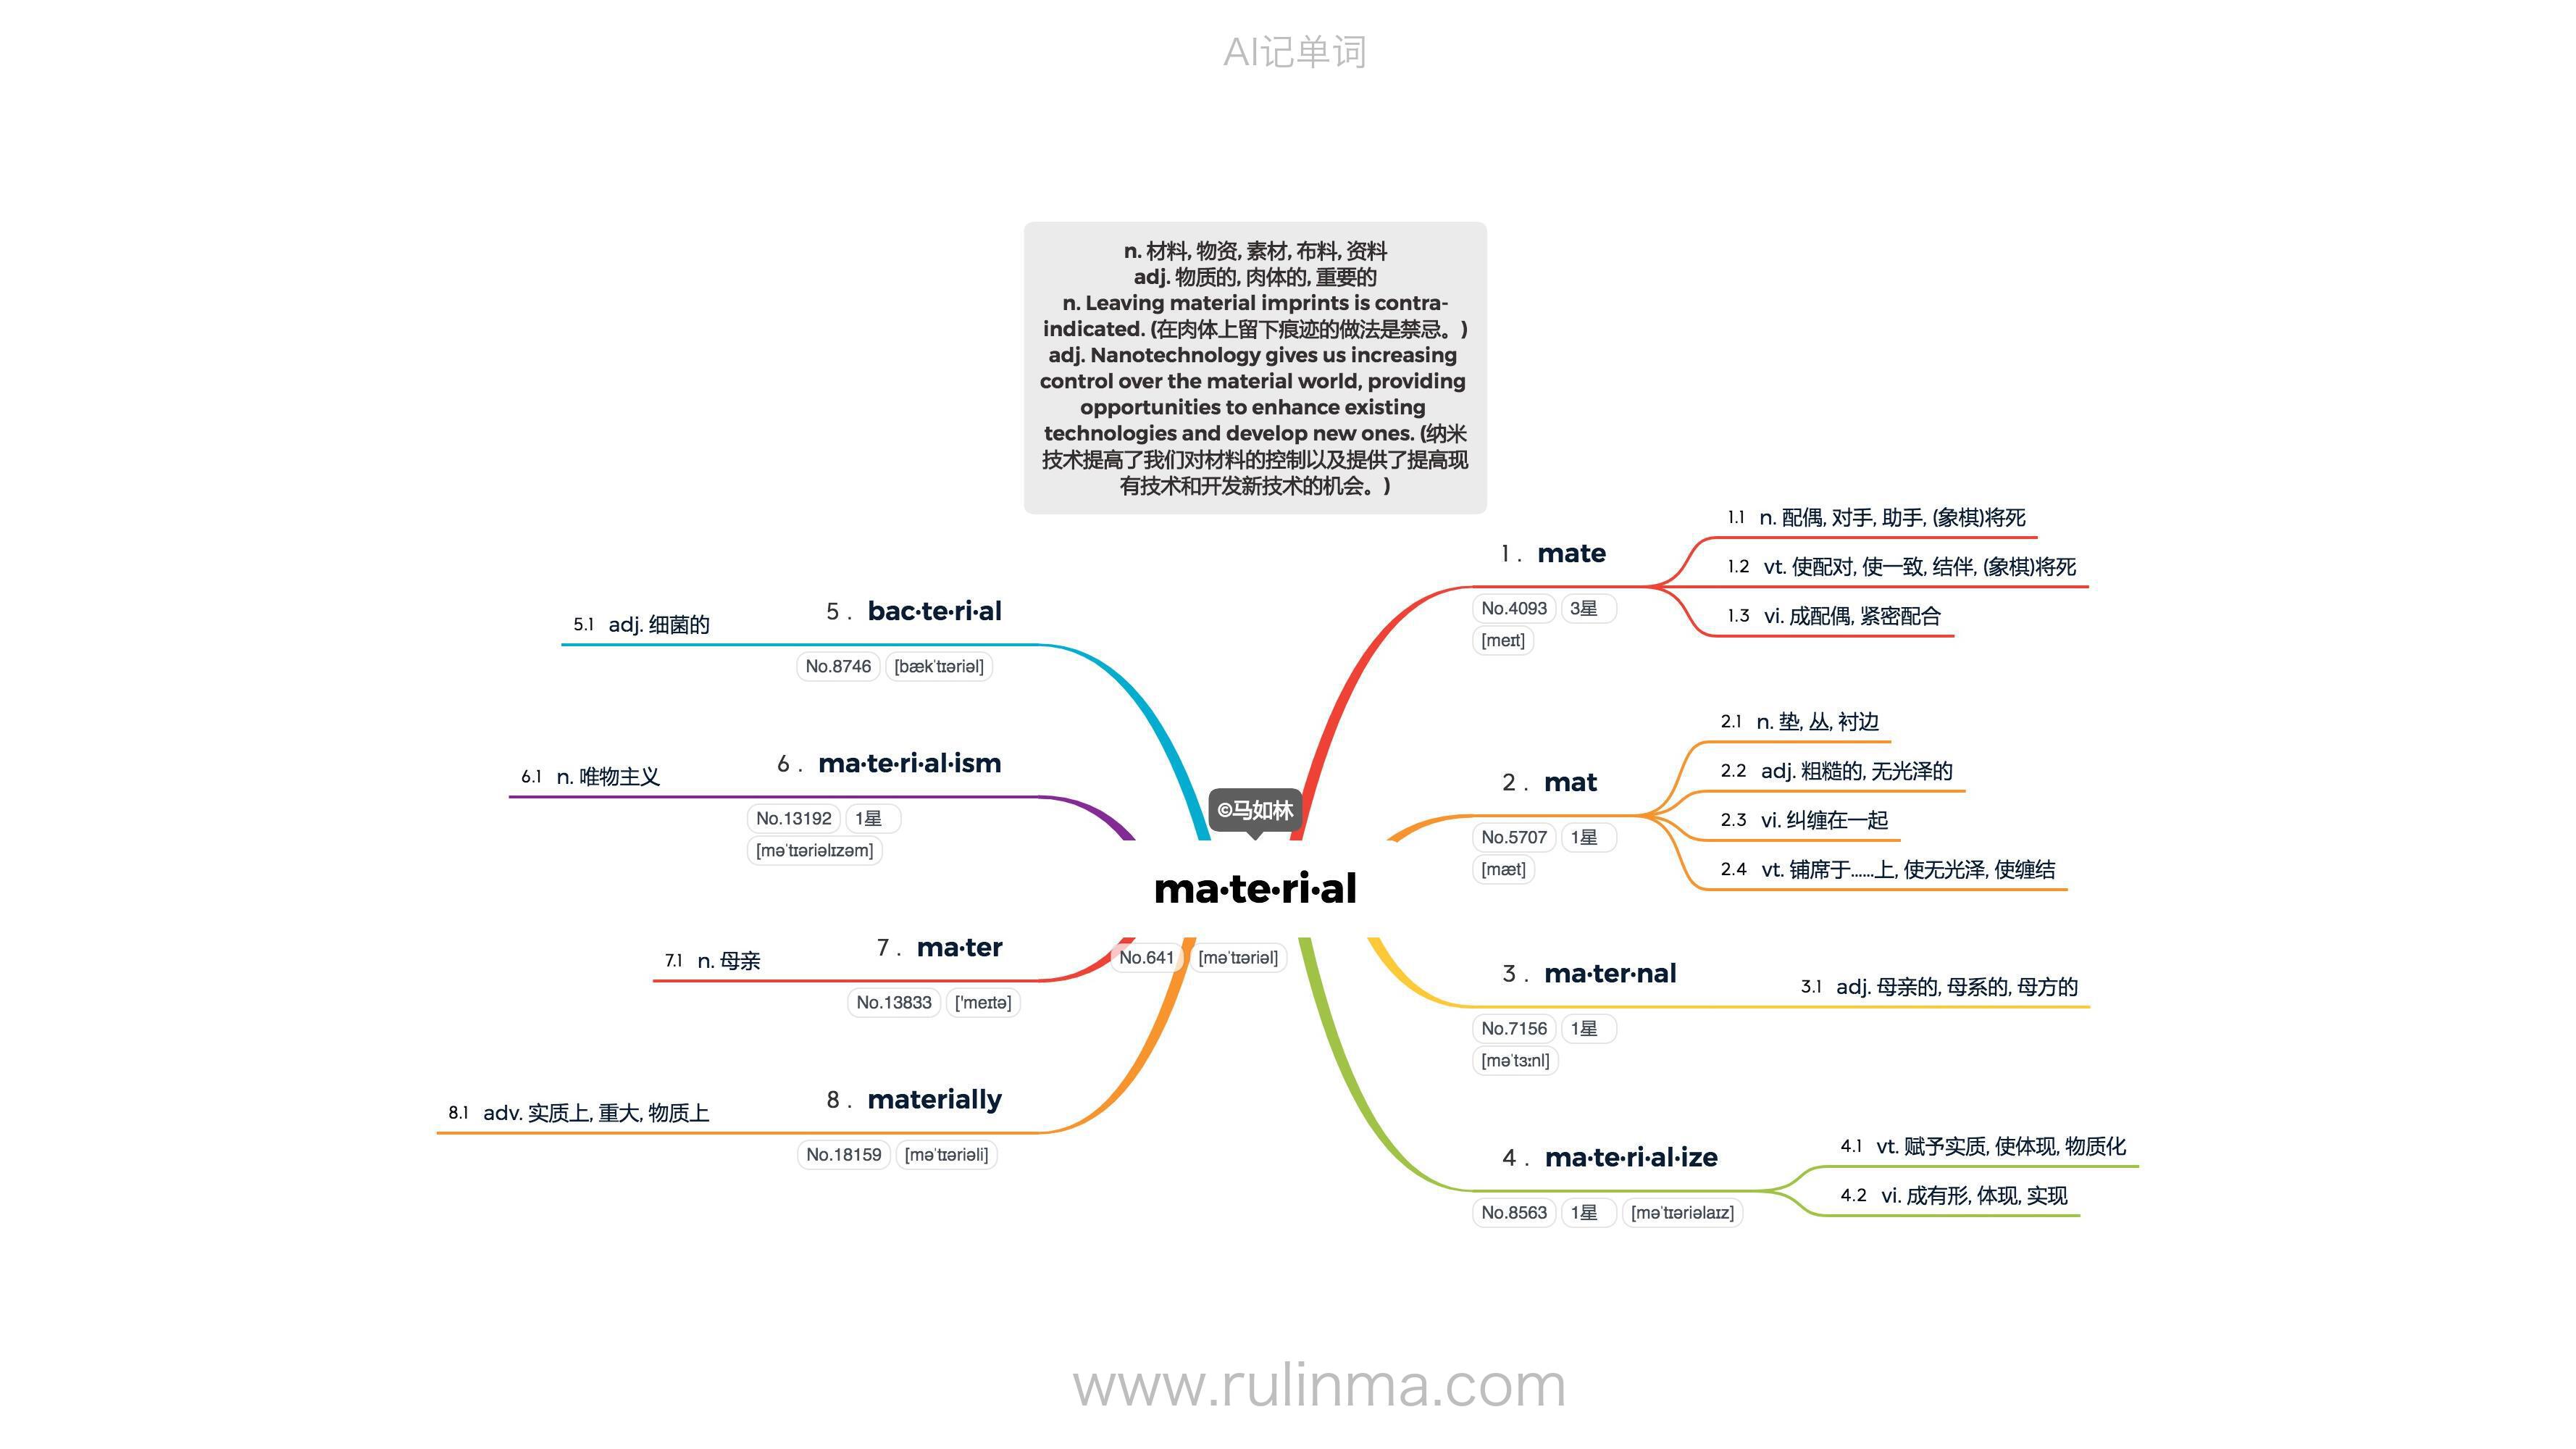 AI记单词
n. 材料, 物资, 素材, 布料, 资料
adj. 物质的, 肉体的, 重要的
n. Leaving material imprints is contra-
indicated. (在肉体上留下痕迹的做法是禁忌。)
adj. Nanotechnology gives us increasing
control over the material world, providing
opportunities to enhance existing
technologies and develop new ones. (纳米
技术提高了我们对材料的控制以及提供了提高现
有技术和开发新技术的机会。)
©马如林
ma·te·ri·al
No.641 [məˈtɪəriəl]
1 . mate
No.4093 3星
[meɪt]
1.1 n. 配偶, 对手, 助手, (象棋)将死
1.2 vt. 使配对, 使一致, 结伴, (象棋)将死
1.3 vi. 成配偶, 紧密配合
2 . mat
No.5707 1星
[mæt]
2.1 n. 垫, 丛, 衬边
2.2 adj. 粗糙的, 无光泽的
2.3 vi. 纠缠在一起
2.4 vt. 铺席于......上, 使无光泽, 使缠结
3 . ma·ter·nal
No.7156 1星
[məˈtɜːnl]
3.1 adj. 母亲的, 母系的, 母方的
4 . ma·te·ri·al·ize
No.8563 1星 [məˈtɪəriəlaɪz]
4.1 vt. 赋予实质, 使体现, 物质化
4.2 vi. 成有形, 体现, 实现
5 . bac·te·ri·al
No.8746 [bækˈtɪəriəl]
5.1 adj. 细菌的
6 . ma·te·ri·al·ism
No.13192 1星
[məˈtɪəriəlɪzəm]
6.1 n. 唯物主义
7 . ma·ter
No.13833 [ˈmeɪtə]
7.1 n. 母亲
8 . materially
No.18159 [məˈtɪəriəli]
8.1 adv. 实质上, 重大, 物质上
www.rulinma.com